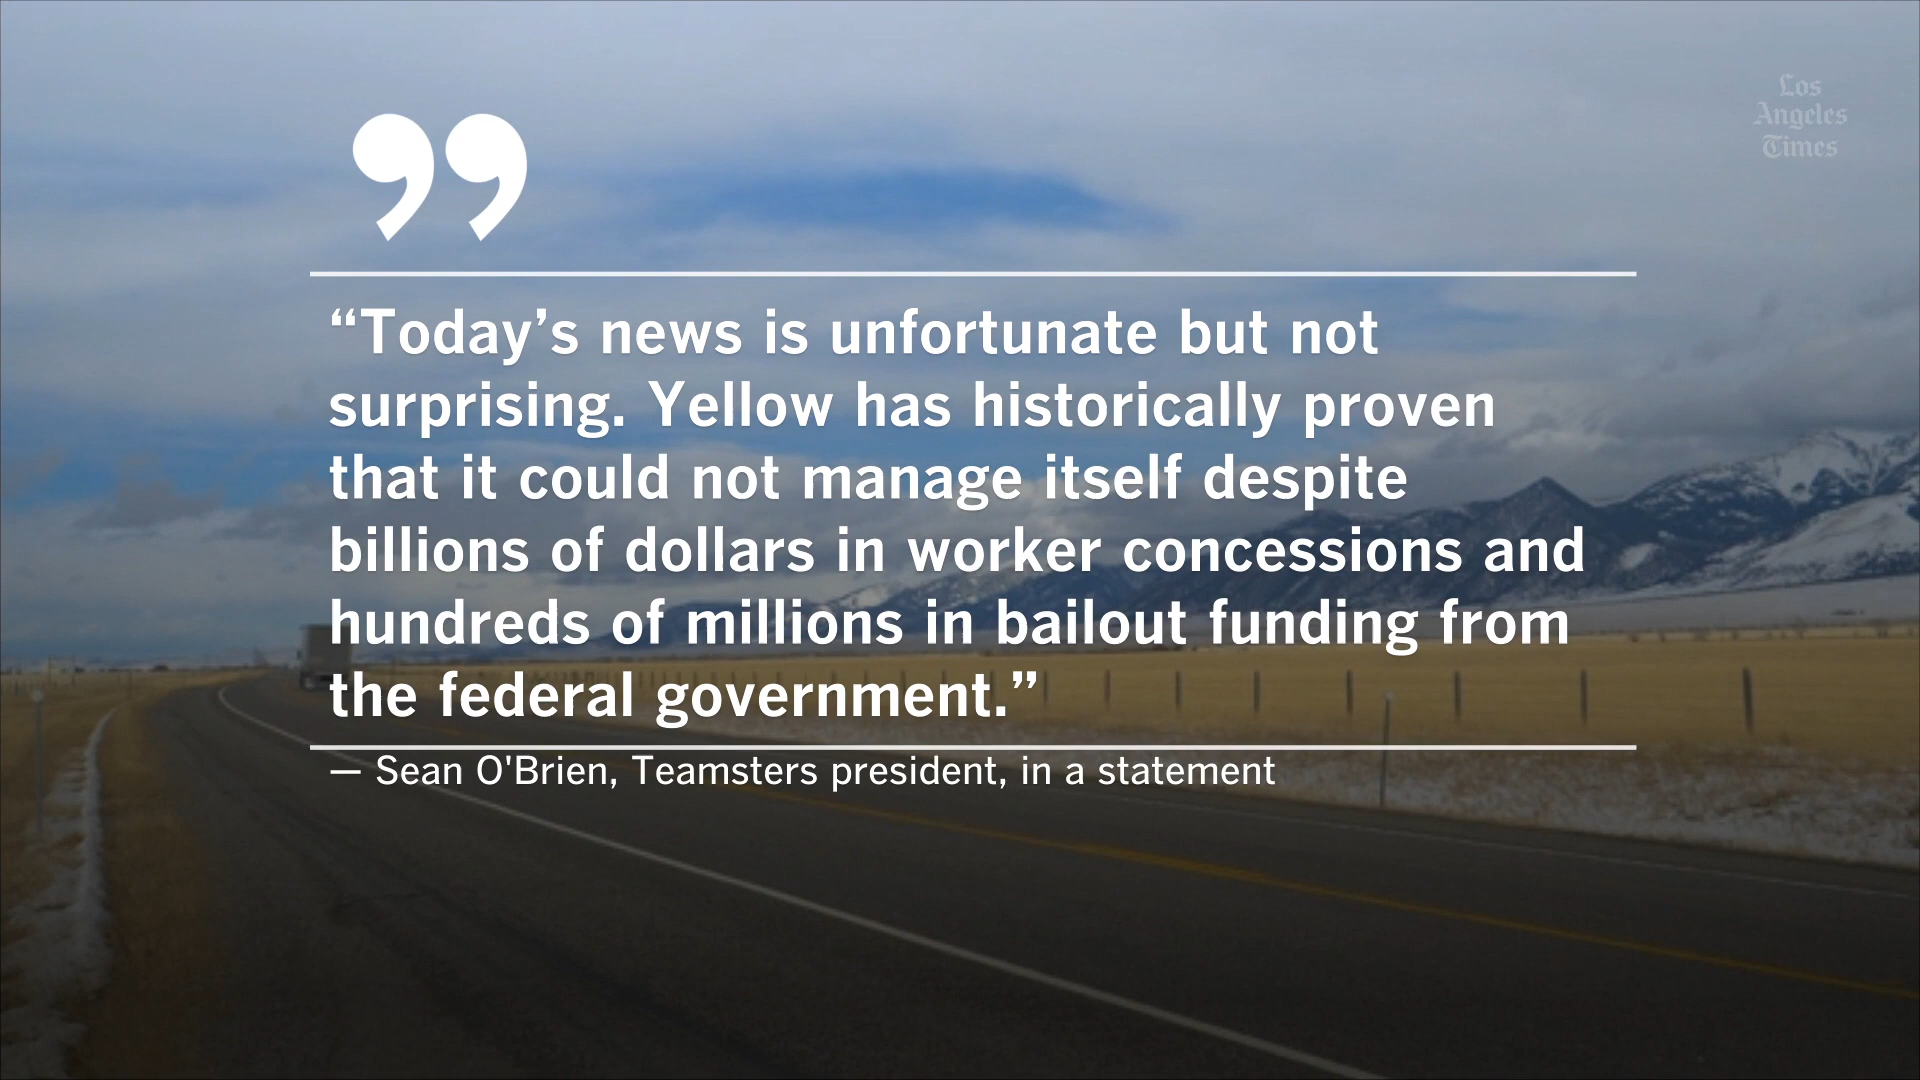 Los
Angeles
Times
”
“Today’s news is unfortunate but not
surprising. Yellow has historically proven
that it could not manage itself despite
billions of dollars in worker concessions and
hundreds of millions in bailout funding from
the federal government.”
— Sean O'Brien, Teamsters president, in a statement